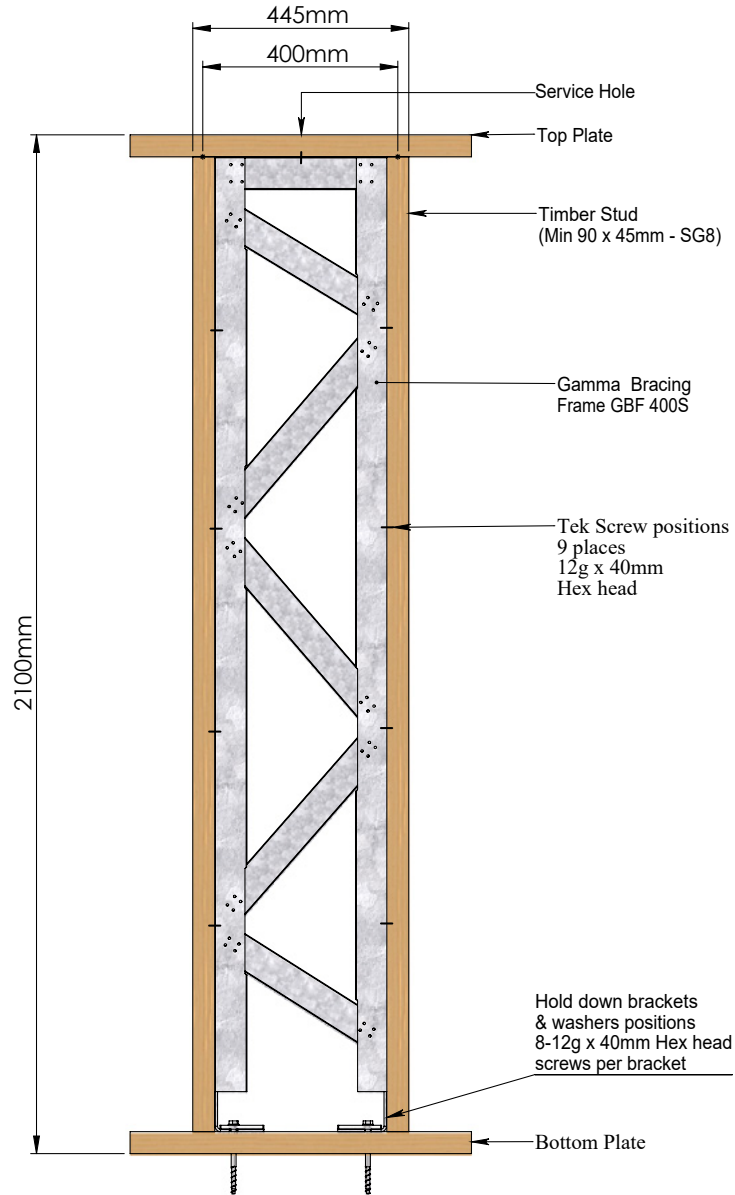 445mm
400mm
Service Hole
Top Plate
Timber Stud
(Min 90 x 45mm - SG8)
Gamma Bracing
Frame GBF 400S
Tek Screw positions
9 places
12g x 40mm
Hex head
2100mm
Hold down brackets
& washers positions
8-12g x 40mm Hex head
screws per bracket
Bottom Plate